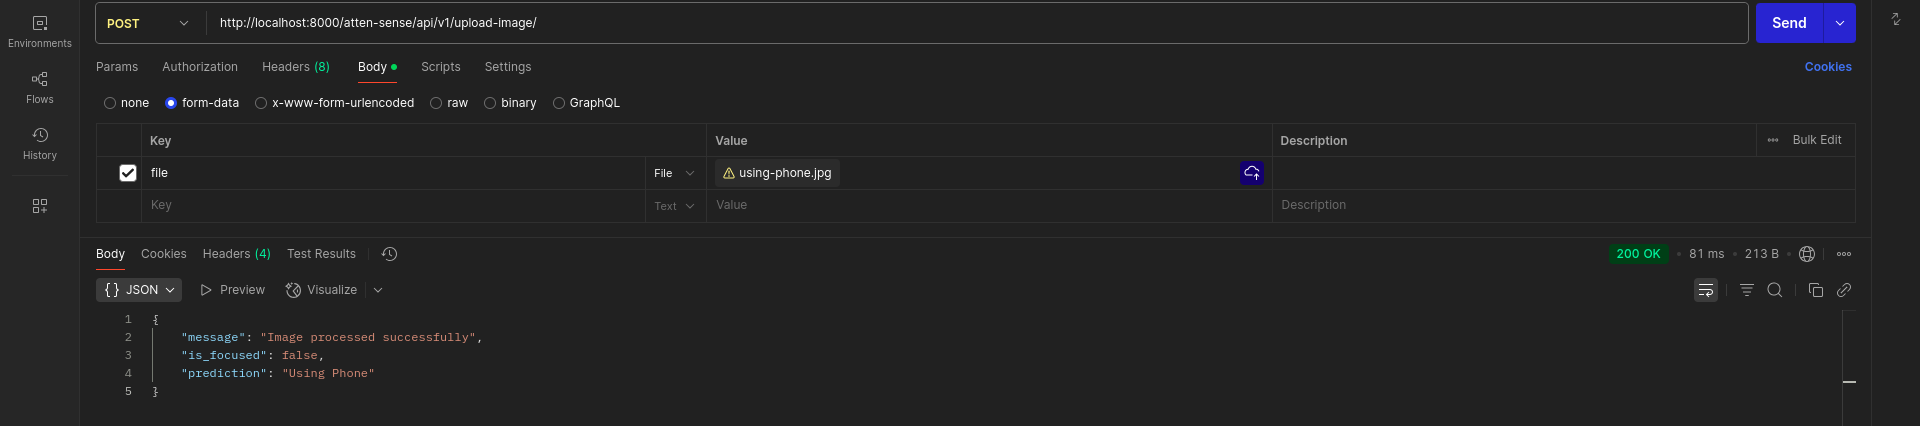 POST http://localhost:8000/atten-sense/api/v1/upload-image/ Send
Environments
Params Authorization Headers (8) Body Scripts Settings Cookies
Flows
none form-data x-www-form-urlencoded raw binary GraphQL
History
Key Value Description Bulk Edit
file File using-phone.jpg
Key Text Value Description
Body Cookies Headers (4) Test Results 200 OK 81 ms 213 B
{} JSON Preview Visualize
1 {
2 "message": "Image processed successfully",
3 "is_focused": false,
4 "prediction": "Using Phone"
5 }